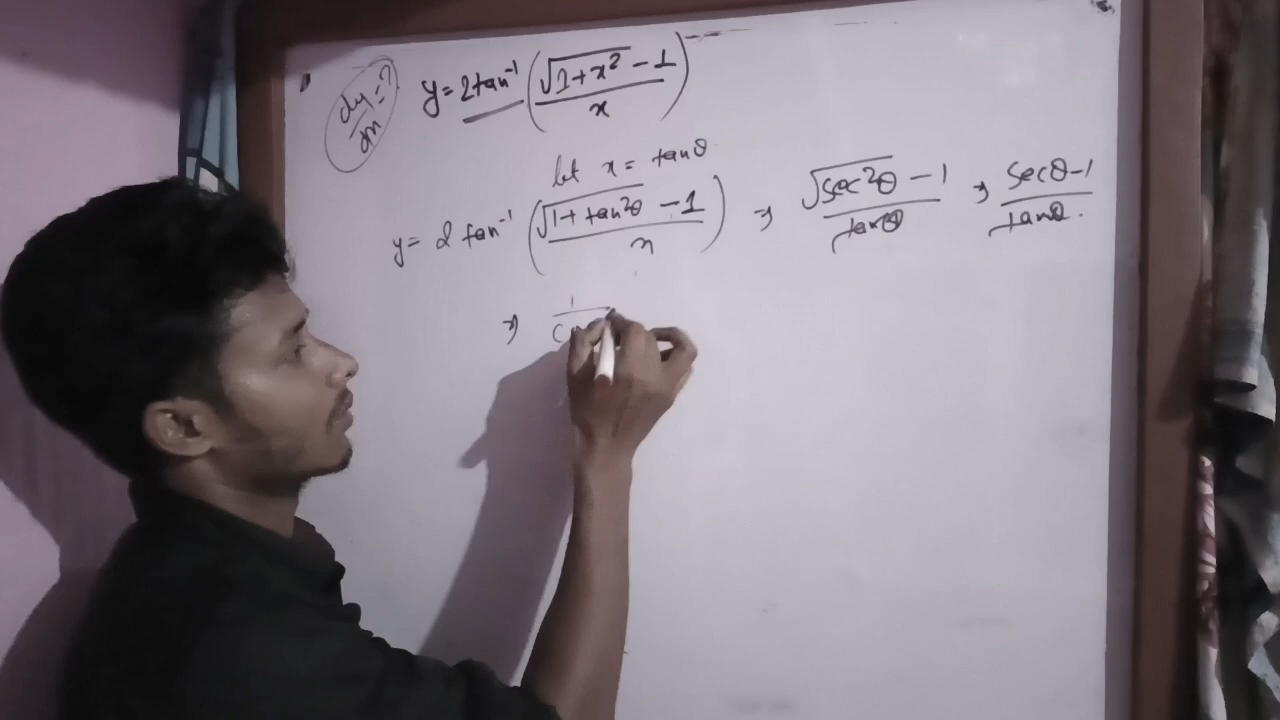 dy/dx = ?
y = 2tan⁻¹ ((√(1+x²) - 1)/x)
let x = tanθ
y = 2 tan⁻¹ ((√(1+tan²θ) - 1)/x) ⇒ (√(sec²θ) - 1)/tanθ ⇒ (secθ-1)/tanθ.
⇒ 1/